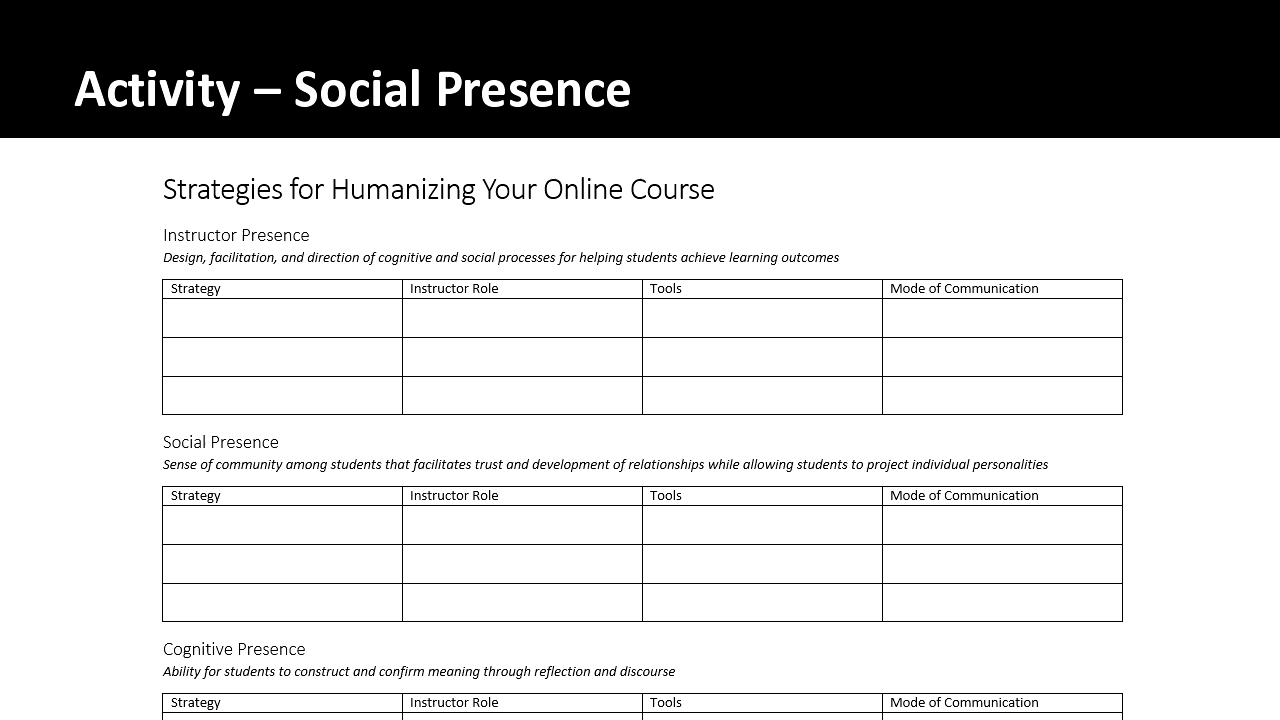 Activity – Social Presence
Strategies for Humanizing Your Online Course
Instructor Presence
Design, facilitation, and direction of cognitive and social processes for helping students achieve learning outcomes
Strategy Instructor Role Tools Mode of Communication
Social Presence
Sense of community among students that facilitates trust and development of relationships while allowing students to project individual personalities
Strategy Instructor Role Tools Mode of Communication
Cognitive Presence
Ability for students to construct and confirm meaning through reflection and discourse
Strategy Instructor Role Tools Mode of Communication